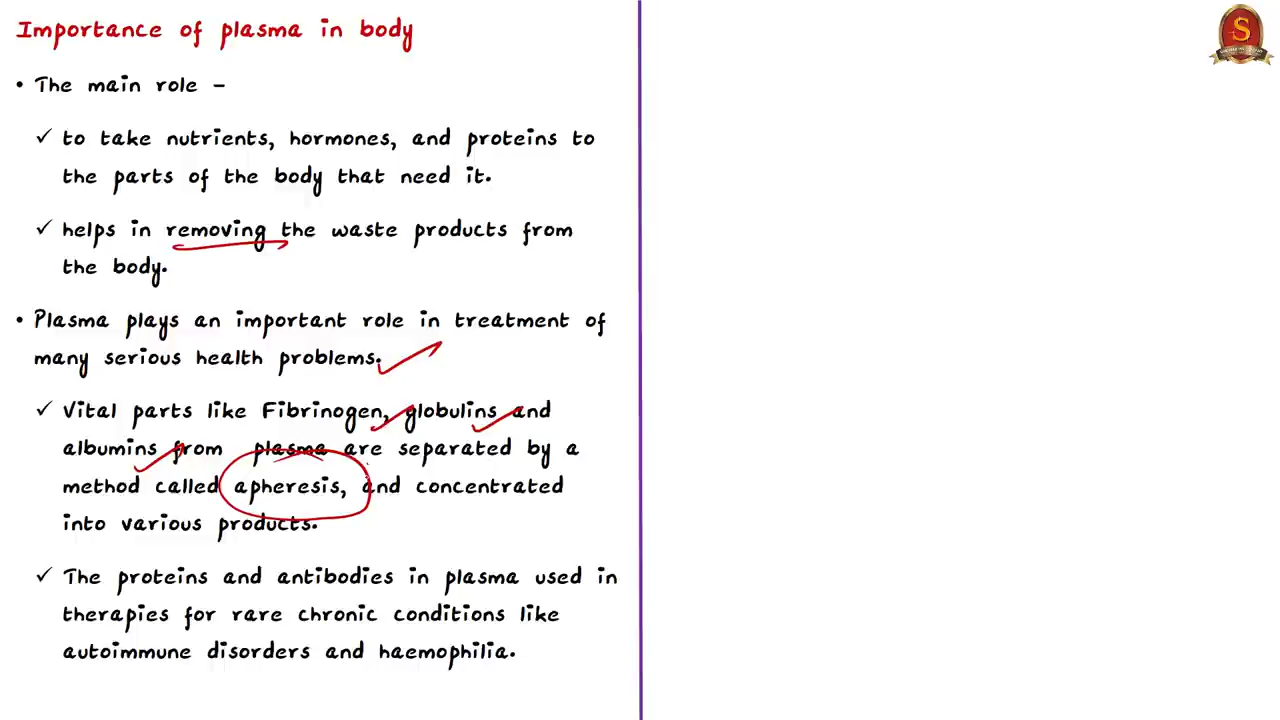 Importance of plasma in body
• The main role –
✓ to take nutrients, hormones, and proteins to
the parts of the body that need it.
✓ helps in removing the waste products from
the body.
• Plasma plays an important role in treatment of
many serious health problems.
✓ Vital parts like Fibrinogen, globulins and
albumins from plasma are separated by a
method called apheresis, and concentrated
into various products.
✓ The proteins and antibodies in plasma used in
therapies for rare chronic conditions like
autoimmune disorders and haemophilia.
S